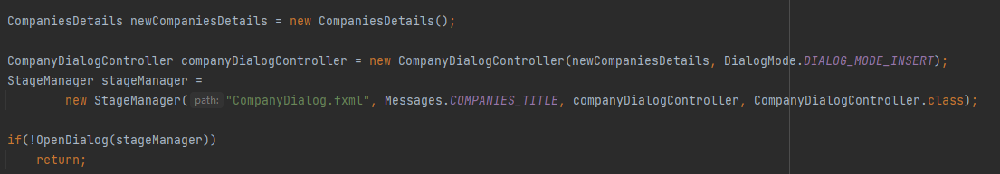 CompaniesDetails newCompaniesDetails = new CompaniesDetails();
CompanyDialogController companyDialogController = new CompanyDialogController(newCompaniesDetails, DialogMode.DIALOG_MODE_INSERT);
StageManager stageManager =
new StageManager( path: "CompanyDialog.fxml", Messages.COMPANIES_TITLE, companyDialogController, CompanyDialogController.class);
if(!OpenDialog(stageManager))
return;